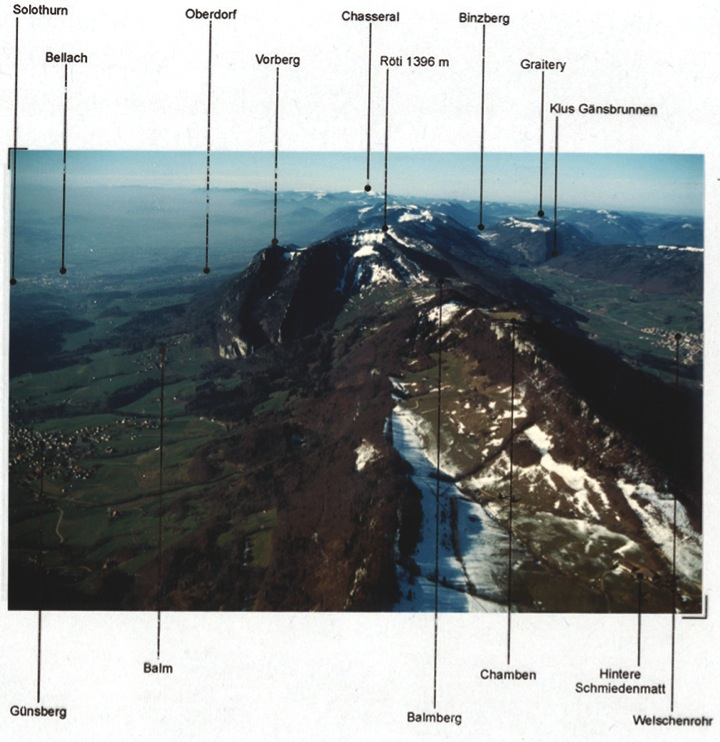 Solothurn
Oberdorf
Chasseral
Binzberg
Bellach
Vorberg
Röti 1396 m
Graitery
Klus Gänsbrunnen
Balm
Chamben
Hintere
Schmiedenmatt
Günsberg
Balmberg
Welschenrohr